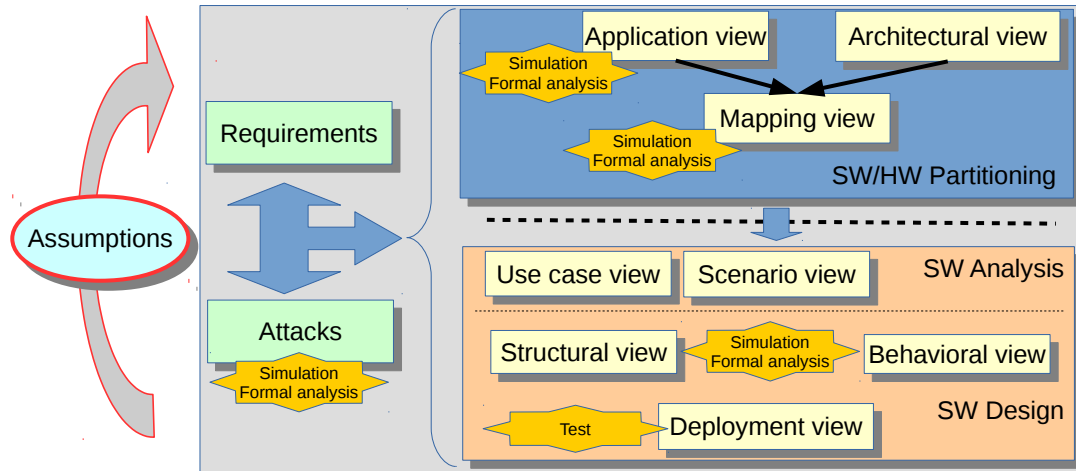 Assumptions
Requirements
Attacks
Simulation
Formal analysis
Application view
Architectural view
Simulation
Formal analysis
Mapping view
Simulation
Formal analysis
SW/HW Partitioning
Use case view
Scenario view
SW Analysis
Structural view
Simulation
Formal analysis
Behavioral view
SW Design
Test
Deployment view